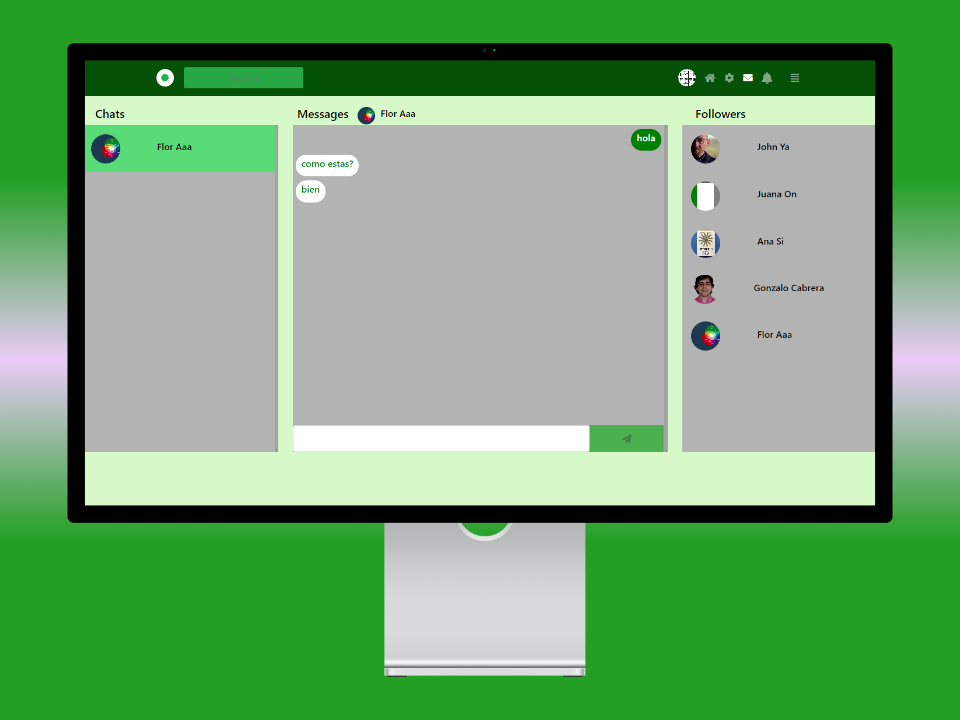 Chats
Messages
Flor Aaa
Followers
Flor Aaa
hola
como estas?
bien
John Ya
Juana On
Ana Si
Gonzalo Cabrera
Flor Aaa